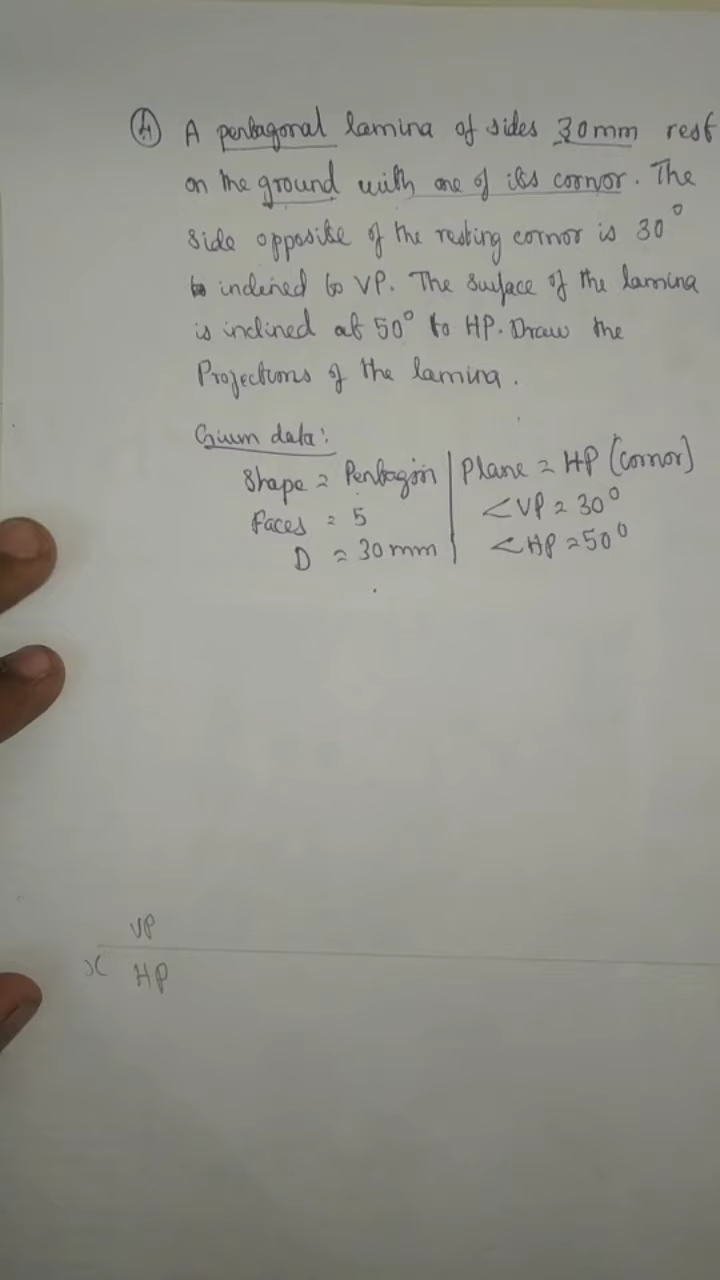 4 A pentagonal lamina of sides 30mm rest
on the ground with one of its cornor. The
side opposite of the resting cornor is 30°
inclined to VP. The surface of the lamina
is inclined at 50° to HP. Draw the
Projections of the lamina.
Given data:
Shape = Pentagon | Plane = HP (Cornor)
Faces = 5 <VP = 30°
D = 30mm <HP = 50°
VP
X HP